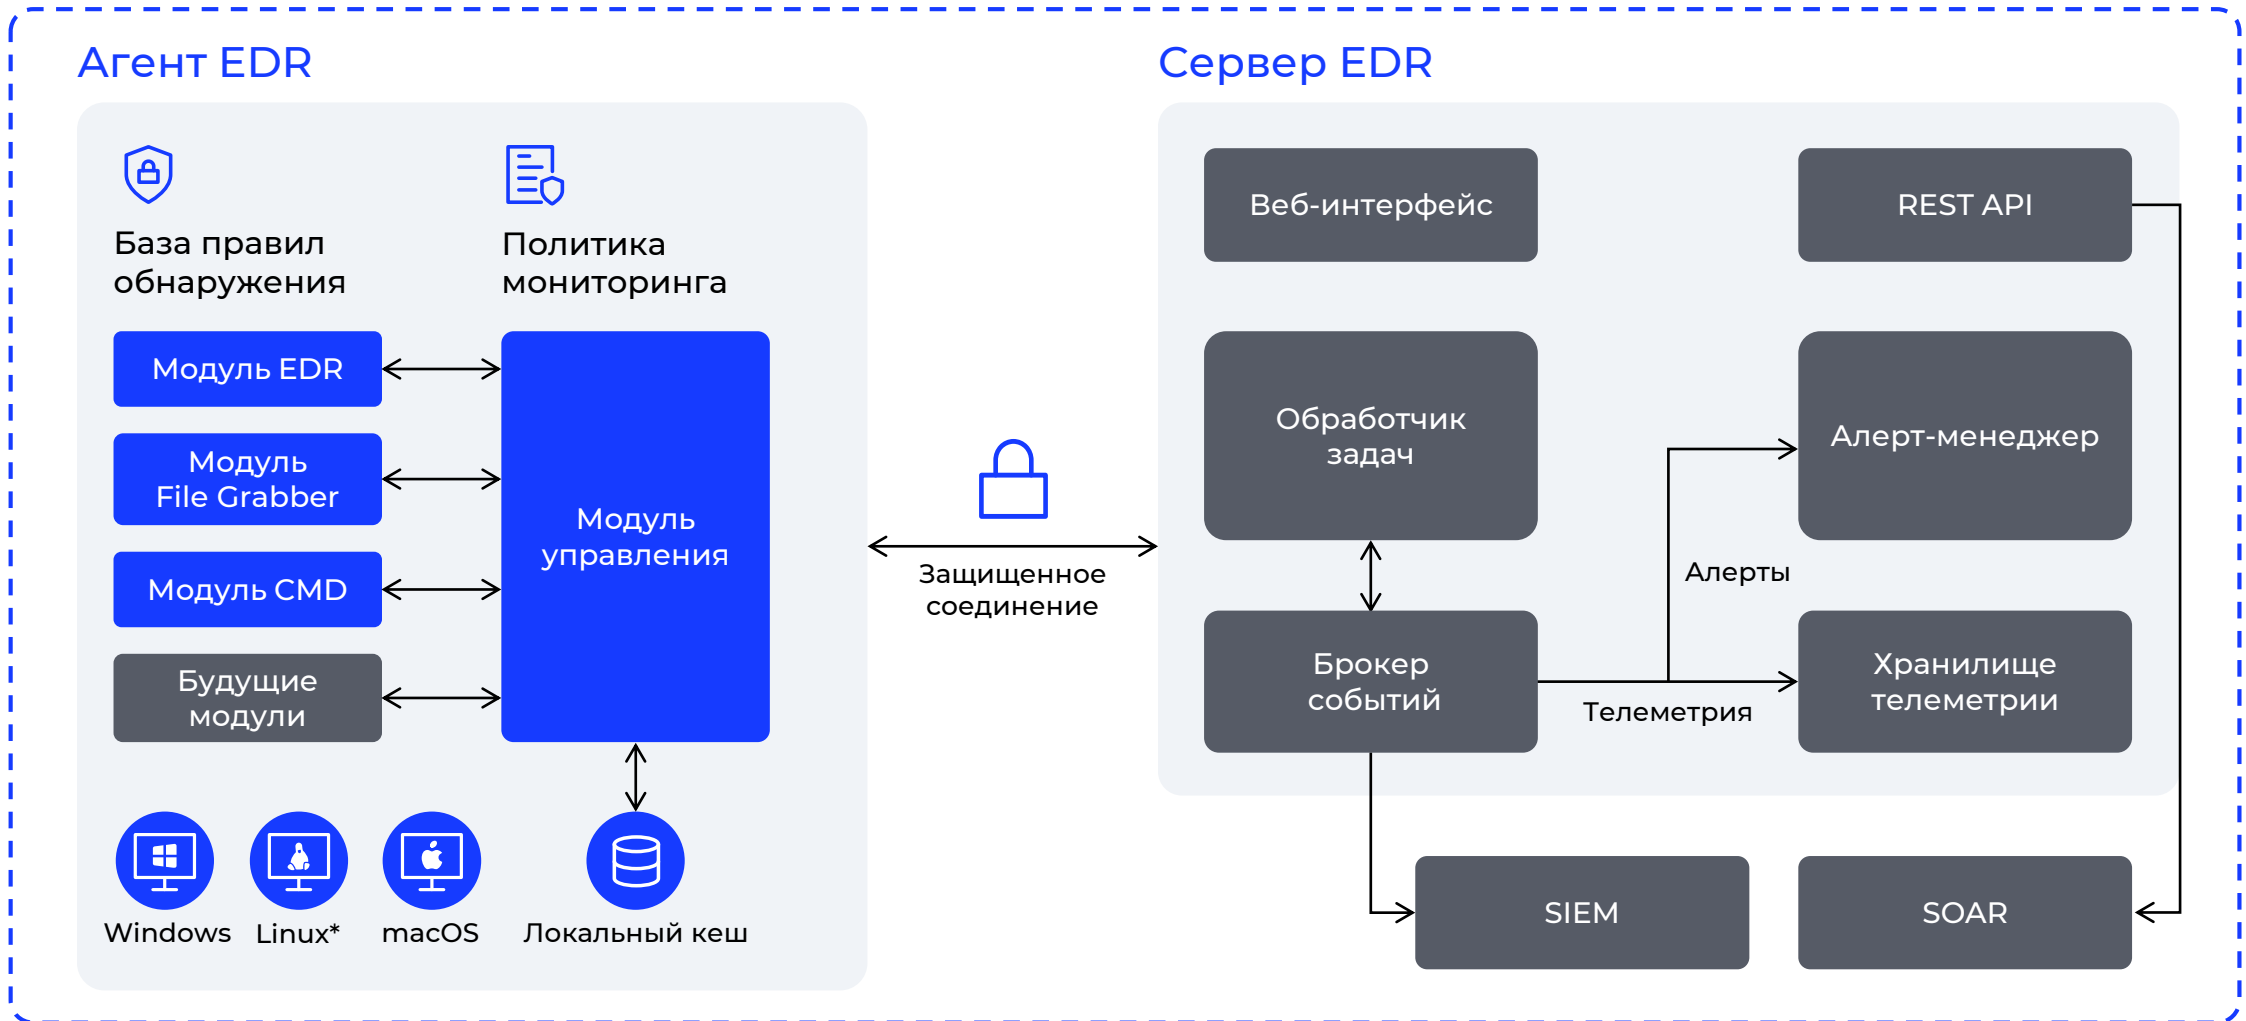 Агент EDR
База правил
обнаружения
Политика
мониторинга
Модуль EDR
Модуль
File Grabber
Модуль CMD
Будущие
модули
Модуль
управления
Windows
Linux*
macOS
Локальный кеш
Защищенное
соединение
Сервер EDR
Веб-интерфейс
REST API
Обработчик
задач
Алерт-менеджер
Алерты
Брокер
событий
Телеметрия
Хранилище
телеметрии
SIEM
SOAR